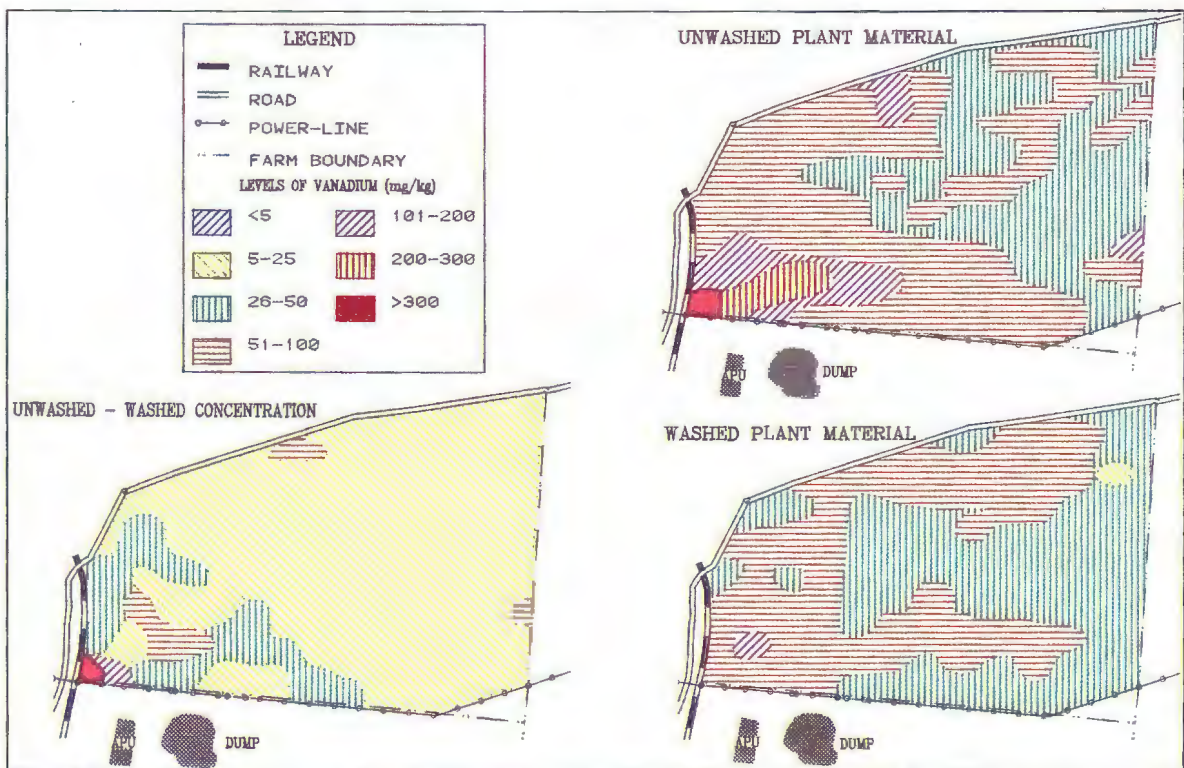 LEGEND
RAILWAY
ROAD
POWER-LINE
FARM BOUNDARY
LEVELS OF VANADIUM (mg/kg)
<5
101-200
5-25
200-300
26-50
>300
51-100
UNWASHED PLANT MATERIAL
APU
DUMP
UNWASHED - WASHED CONCENTRATION
APU
DUMP
WASHED PLANT MATERIAL
APU
DUMP